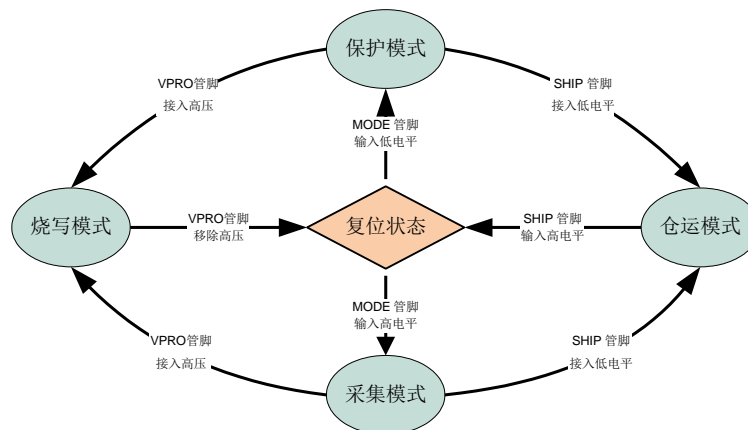 保护模式
VPRO管脚
接入高压
SHIP 管脚
接入低电平
MODE 管脚
输入低电平
烧写模式
VPRO管脚
移除高压
复位状态
SHIP 管脚
输入高电平
仓运模式
MODE 管脚
输入高电平
VPRO管脚
接入高压
SHIP 管脚
接入低电平
采集模式